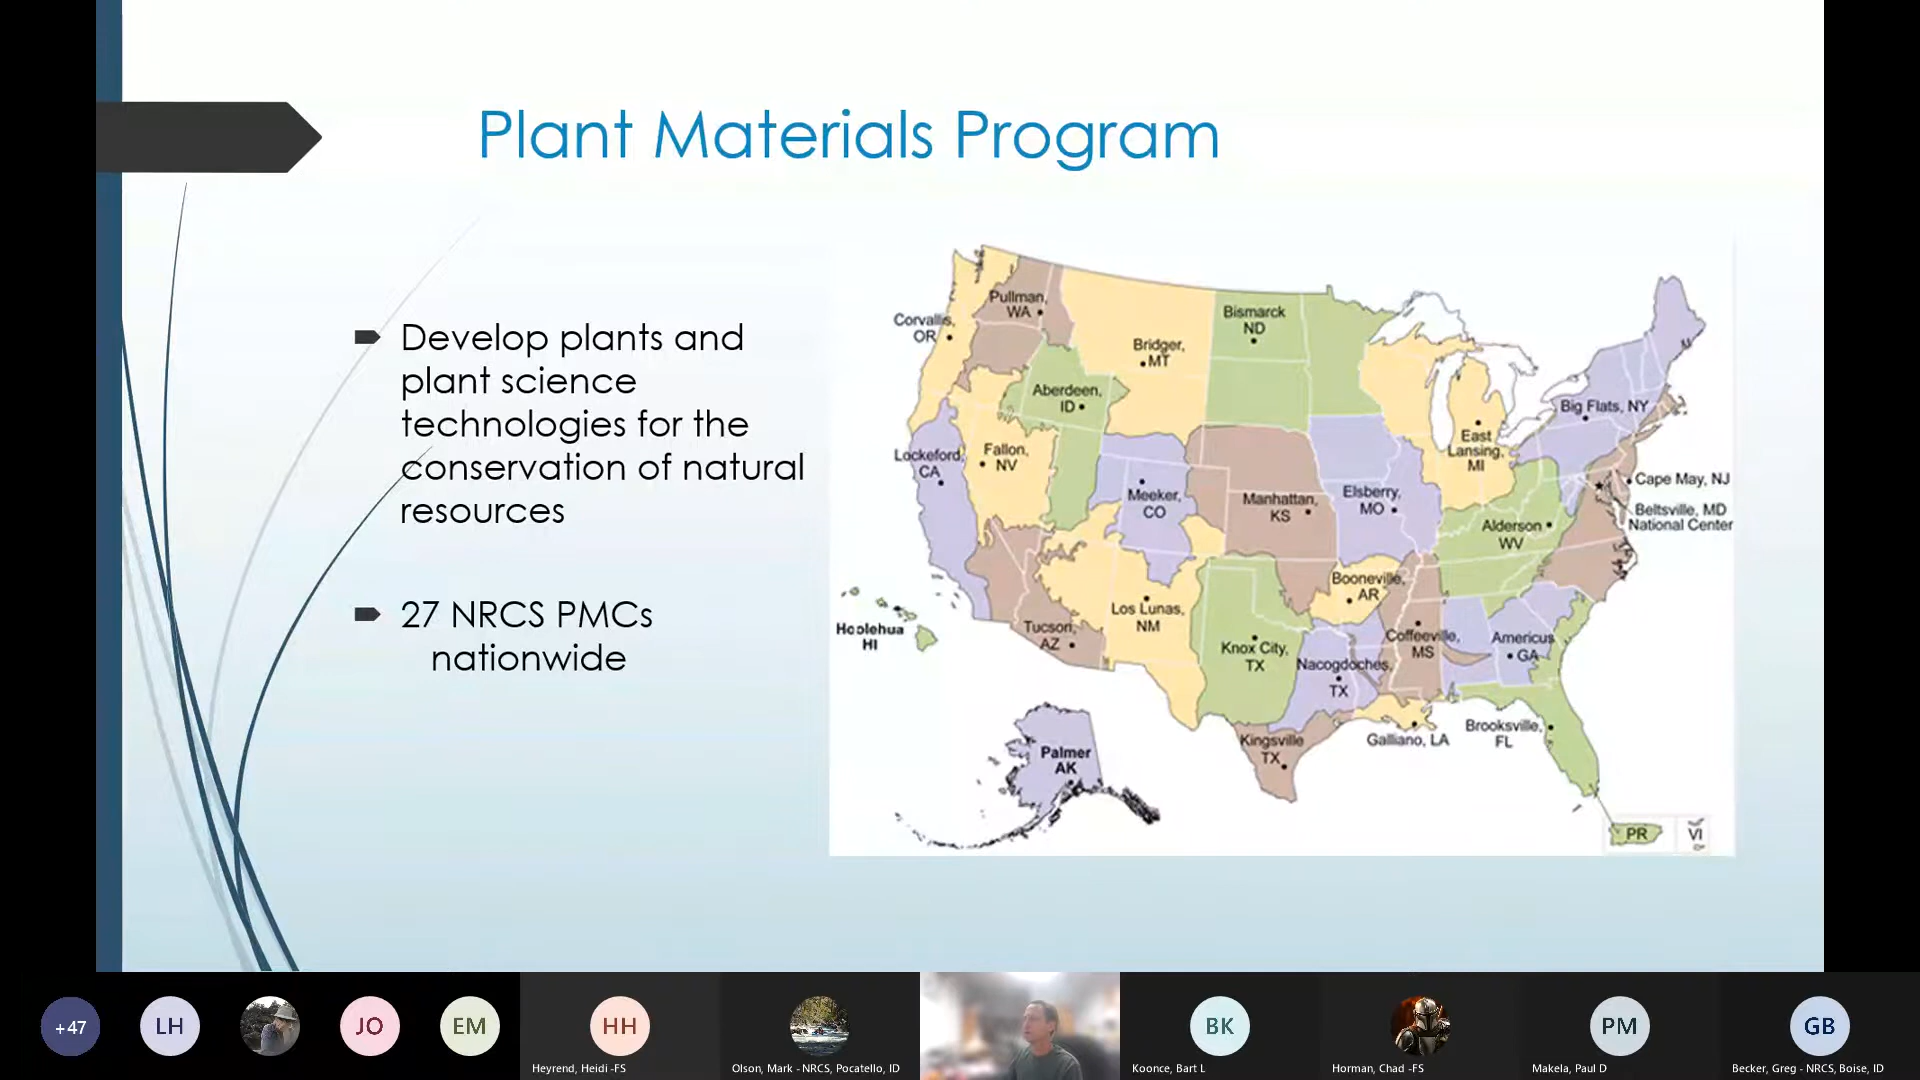 Plant Materials Program
Develop plants and
plant science
technologies for the
conservation of natural
resources
27 NRCS PMCs
nationwide
Pullman,
WA
Corvallis,
OR
Bismarck
ND
Bridger,
MT
Aberdeen,
ID
Big Flats, NY
East
Lansing,
MI
Lockeford,
CA
Fallon,
NV
Cape May, NJ
Meeker,
CO
Manhattan,
KS
Elsberry,
MO
Beltsville, MD
National Center
Alderson
WV
Booneville,
AR
Los Lunas,
NM
Hoolehua
HI
Tucson,
AZ
Knox City,
TX
Nacogdoches,
TX
Coffeeville,
MS
Americus
GA
Kingsville
TX
Galliano, LA
Brooksville,
FL
Palmer
AK
PR
VI
+47
LH
JO
EM
HH
BK
PM
GB
Heyrend, Heidi -FS
Olson, Mark - NRCS, Pocatello, ID
Koonce, Bart L
Horman, Chad -FS
Makela, Paul D
Becker, Greg - NRCS, Boise, ID